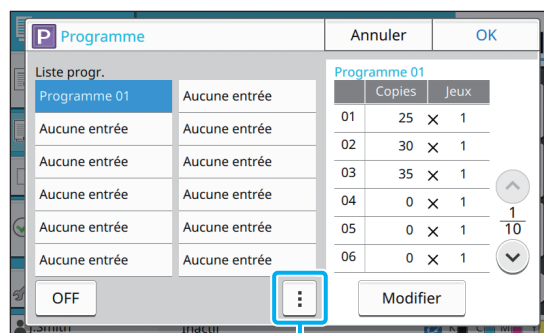 P Programme Annuler OK
Liste progr. Programme 01
Programme 01 Aucune entrée Copies Jeux
Aucune entrée Aucune entrée 01 25 × 1
Aucune entrée Aucune entrée 02 30 × 1
Aucune entrée Aucune entrée 03 35 × 1
Aucune entrée Aucune entrée 04 0 × 1
Aucune entrée Aucune entrée 05 0 × 1
06 0 × 1
1
10
OFF Modifier
J.Smith Inactif